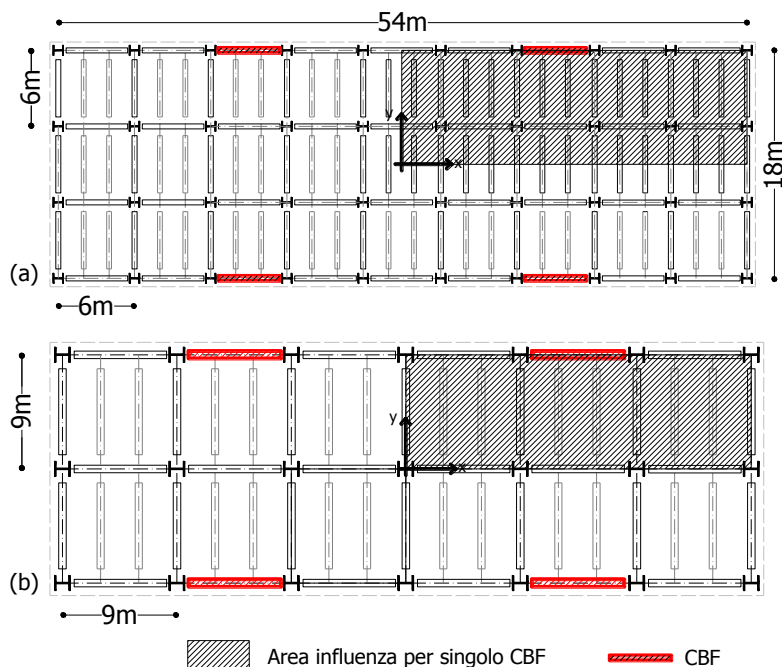 54m
6m
y
x
18m
(a)
6m
9m
y
x
(b)
9m
Area influenza per singolo CBF
CBF